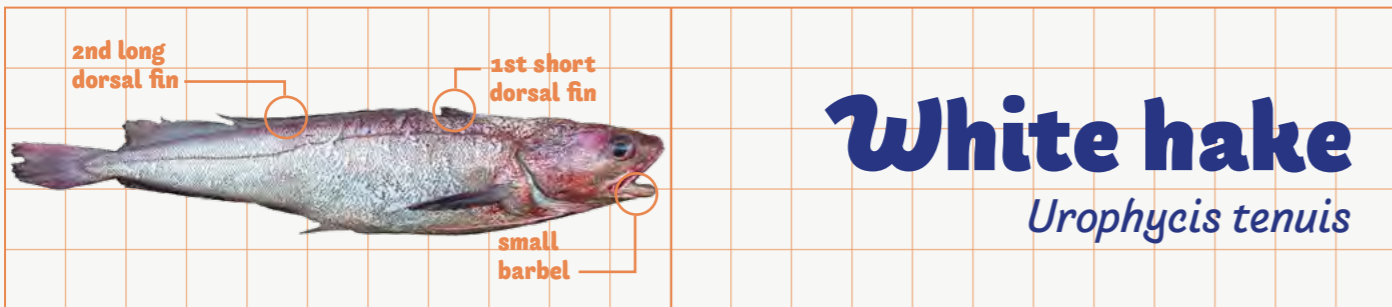 2nd long
dorsal fin
1st short
dorsal fin
small
barbel
White hake
Urophycis tenuis